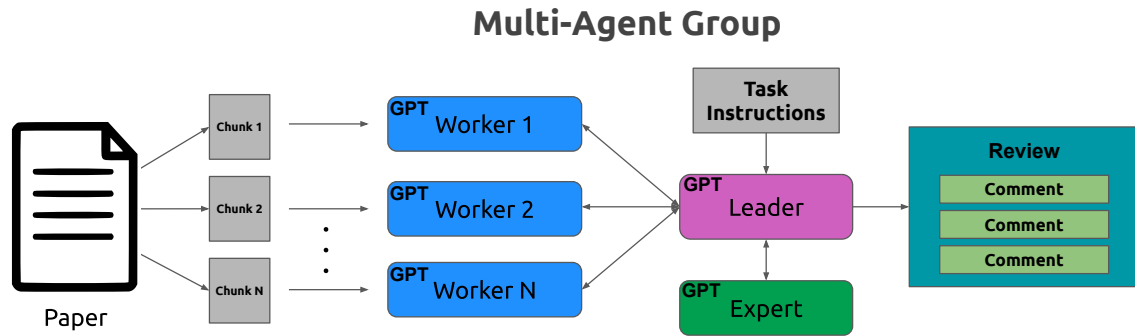 Multi-Agent Group
Paper
Chunk 1
Chunk 2
Chunk N
GPT
Worker 1
GPT
Worker 2
GPT
Worker N
Task
Instructions
GPT
Leader
GPT
Expert
Review
Comment
Comment
Comment